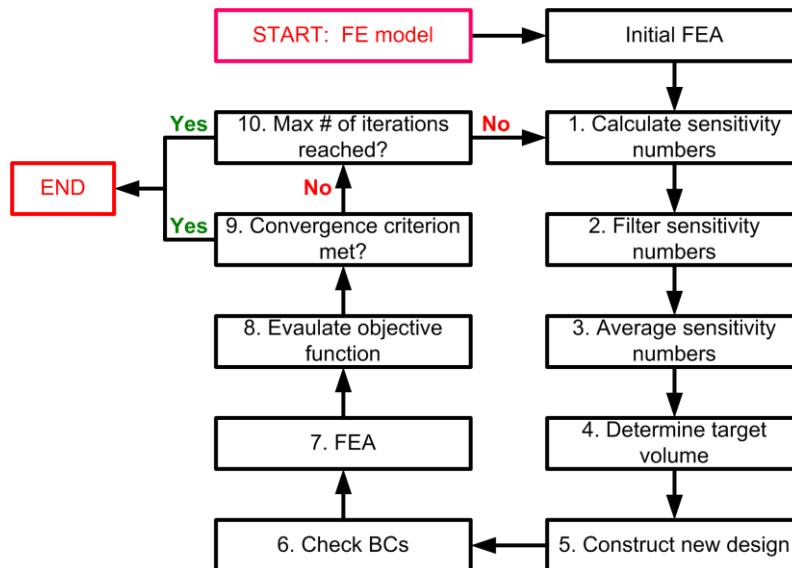 START:  FE model
Initial FEA
Yes
10. Max # of iterations
reached?
No
1. Calculate sensitivity
numbers
END
No
Yes
9. Convergence criterion
met?
2. Filter sensitivity
numbers
8. Evaulate objective
function
3. Average sensitivity
numbers
7. FEA
4. Determine target
volume
6. Check BCs
5. Construct new design